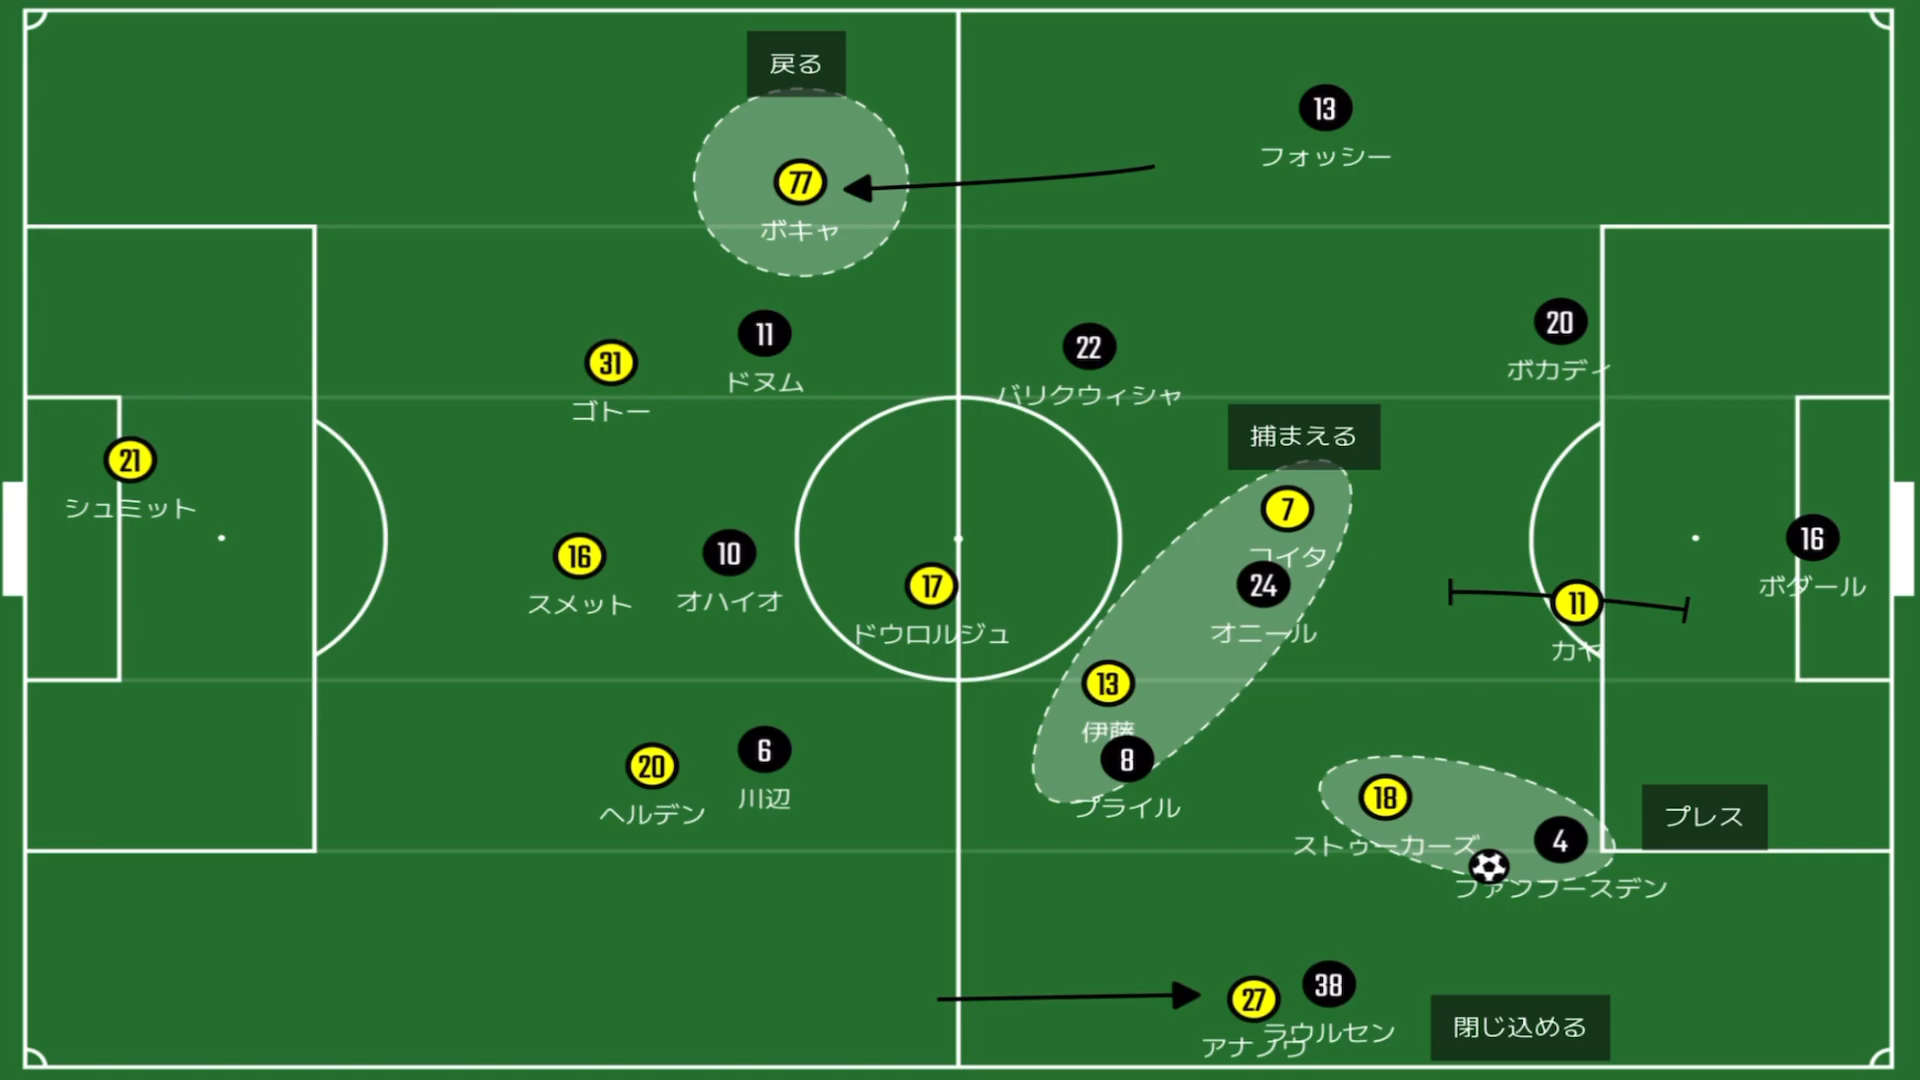 戻る
13
フォッシー
77
ボキャ
11
ドヌム
31
ゴトー
22
バリクウィシャ
20
ボカディ
捕まえる
21
シュミット
7
コイタ
16
スメット
10
オハイオ
17
ドウロルジュ
24
オニール
11
カヤ
16
ボダール
13
伊藤
8
プライル
20
ヘルデン
6
川辺
18
ストゥーカーズ
4
ファンフースデン
プレス
27
アナノウ
38
ラウルセン
閉じ込める